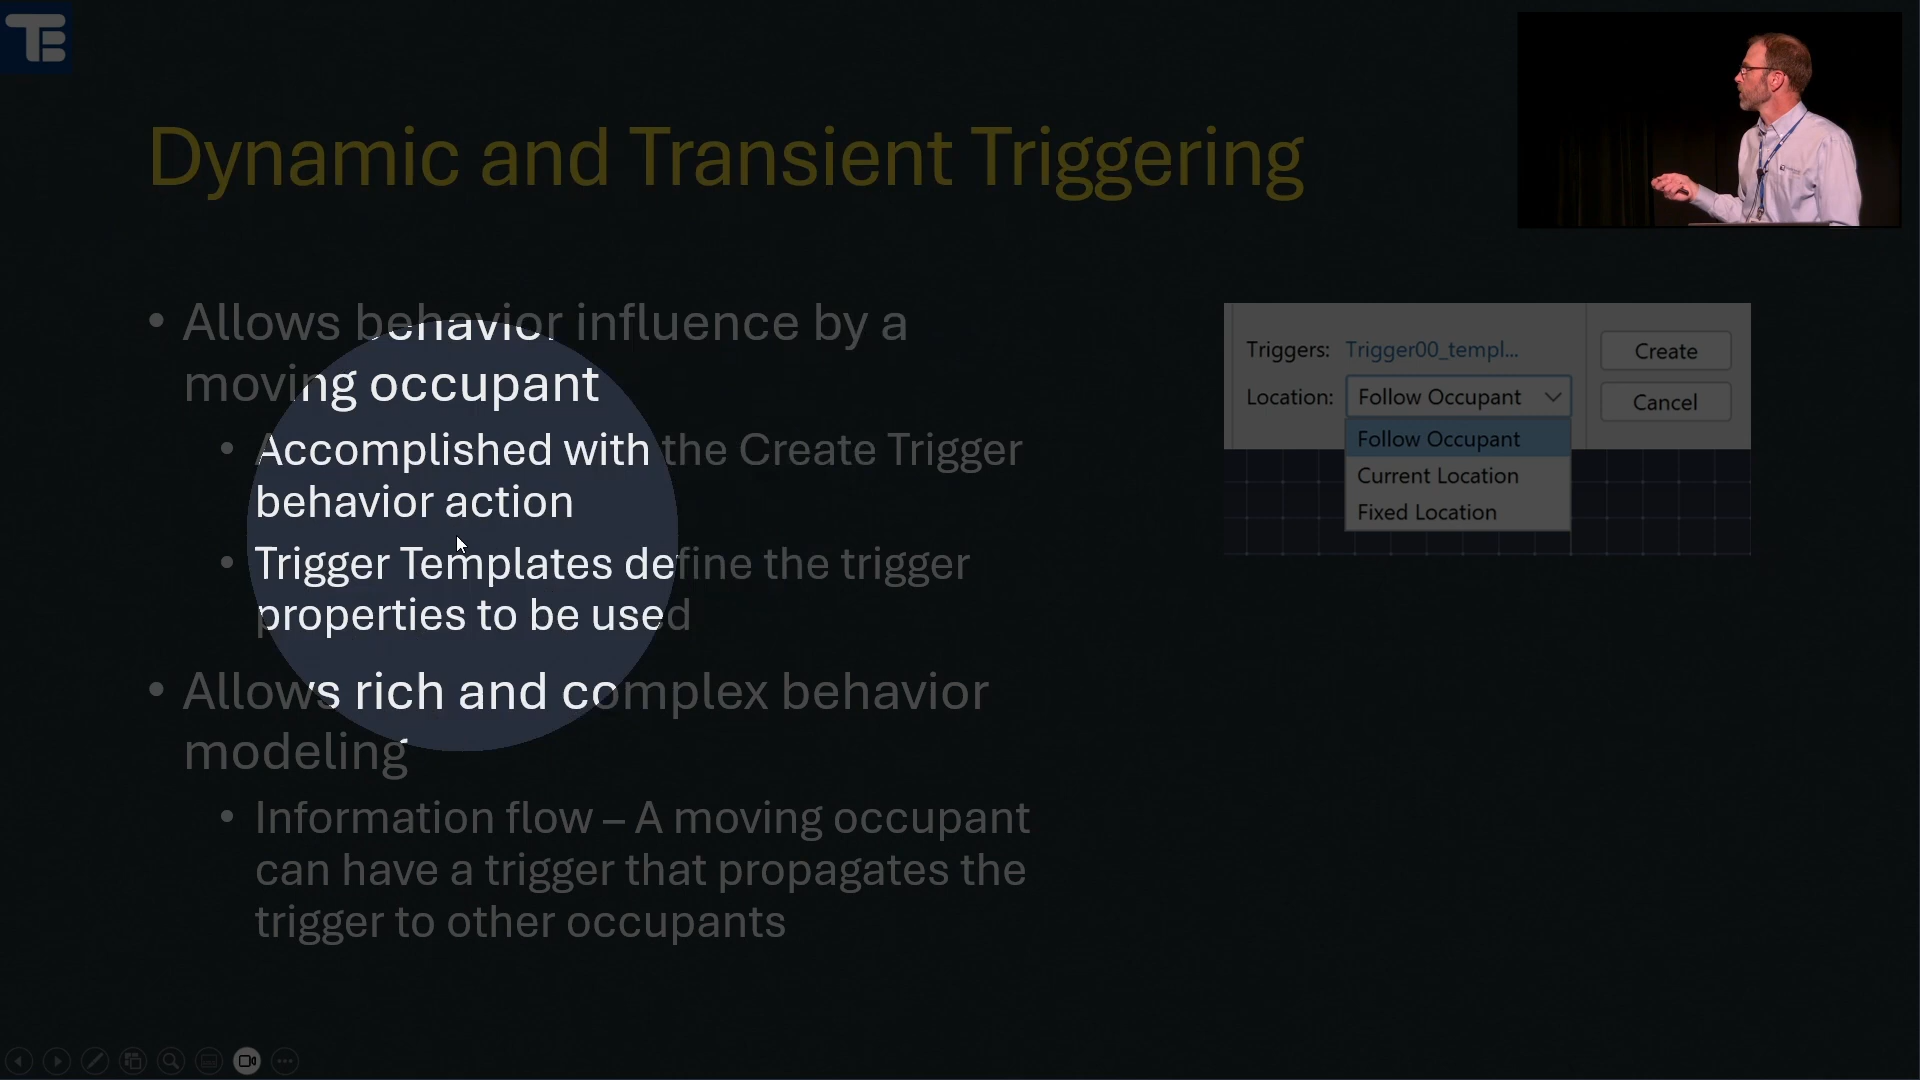 TB
Dynamic and Transient Triggering
• Allows behavior influence by a
moving occupant
• Accomplished with the Create Trigger
behavior action
• Trigger Templates define the trigger
properties to be used
• Allows rich and complex behavior
modeling
• Information flow – A moving occupant
can have a trigger that propagates the
trigger to other occupants
Triggers: Trigger00_templ... Create
Location: Follow Occupant Cancel
Follow Occupant
Current Location
Fixed Location